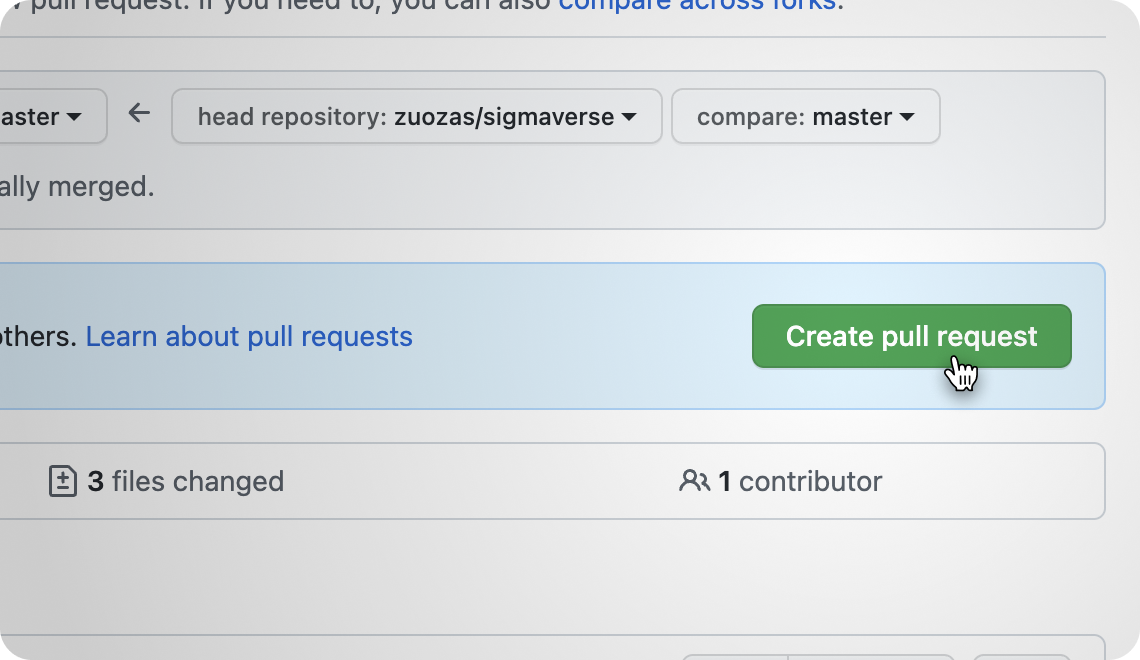 pull request. If you need to, you can also compare across forks.
aster head repository: zuozas/sigmaverse compare: master
ally merged.
others. Learn about pull requests Create pull request
3 files changed 1 contributor